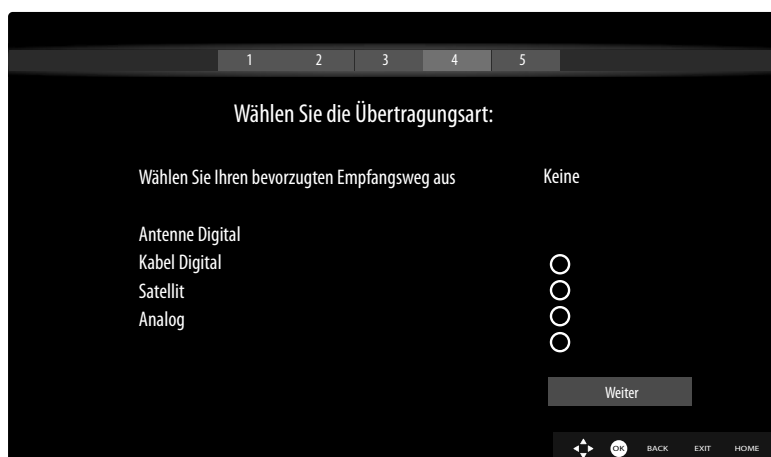 1 2 3 4 5
Wählen Sie die Übertragungsart:
Wählen Sie Ihren bevorzugten Empfangsweg aus Keine
Antenne Digital
Kabel Digital
Satellit
Analog
Weiter
OK BACK EXIT HOME